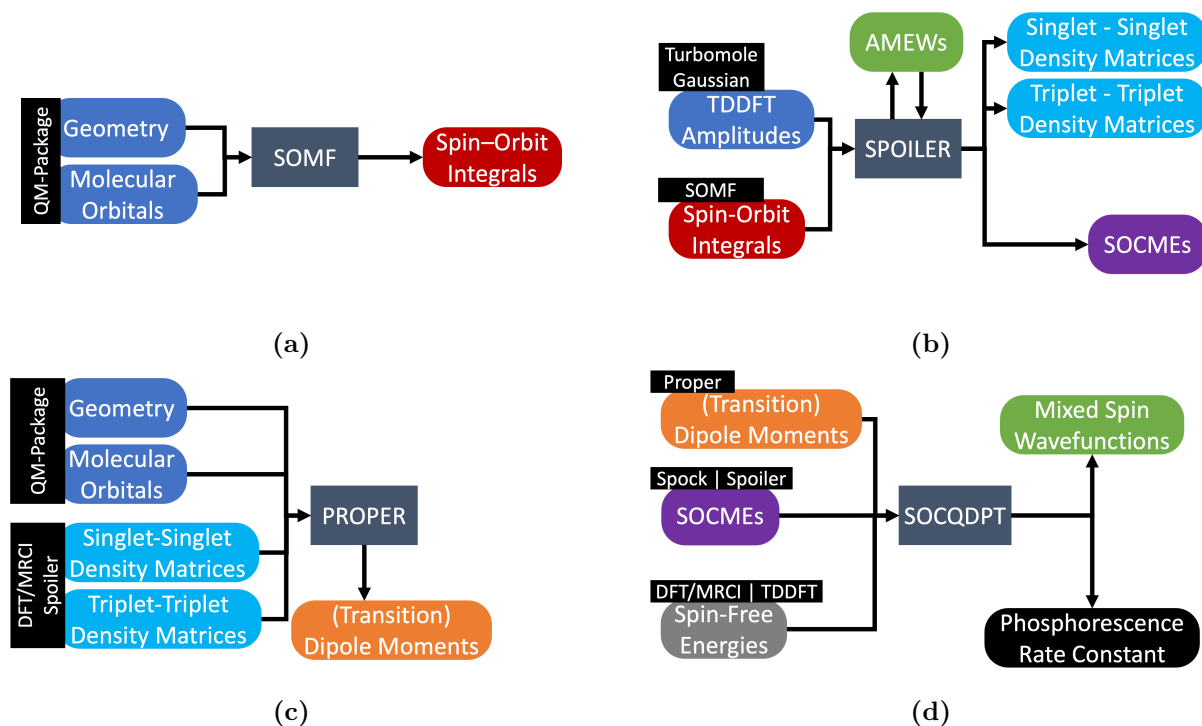 QM-Package
Geometry
Molecular
Orbitals
SOMF
Spin–Orbit
Integrals
(a)
Turbomole
Gaussian
TDDFT
Amplitudes
SOMF
Spin-Orbit
Integrals
AMEWs
SPOILER
Singlet - Singlet
Density Matrices
Triplet - Triplet
Density Matrices
SOCMEs
(b)
QM-Package
Geometry
Molecular
Orbitals
DFT/MRCI
Spoiler
Singlet-Singlet
Density Matrices
Triplet-Triplet
Density Matrices
PROPER
(Transition)
Dipole Moments
(c)
Proper
(Transition)
Dipole Moments
Spock | Spoiler
SOCMEs
DFT/MRCI | TDDFT
Spin-Free
Energies
SOCQDPT
Mixed Spin
Wavefunctions
Phosphorescence
Rate Constant
(d)